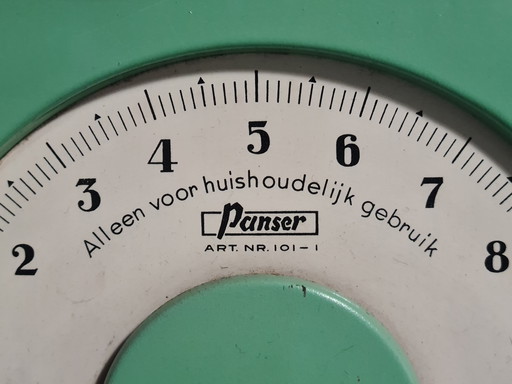 2 3 4 5 6 7 8
Alleen voor huishoudelijk gebruik
Panser
ART. NR. 101-1